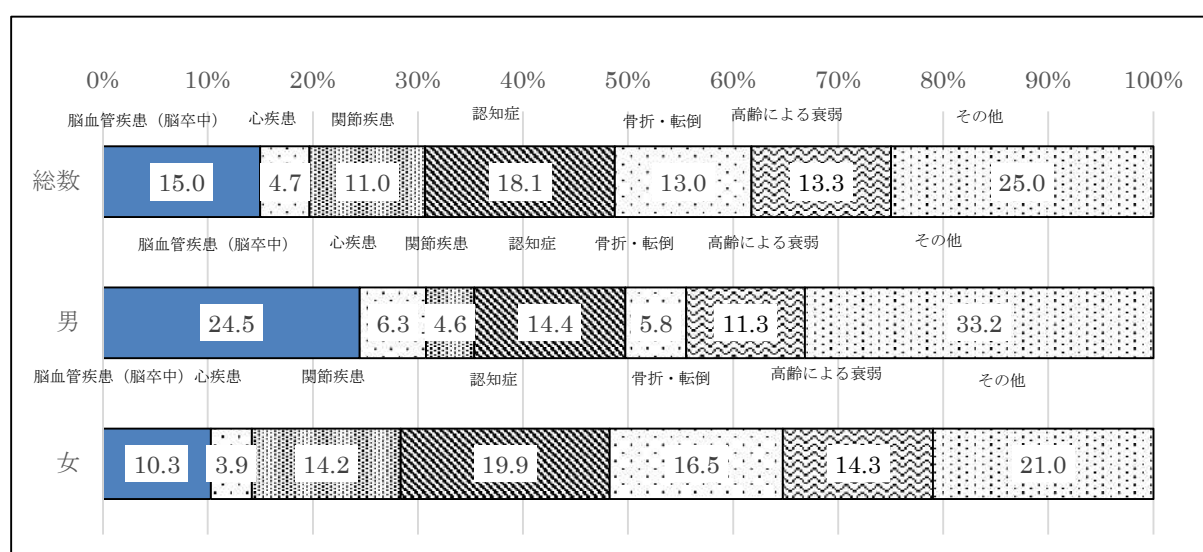 0% 10% 20% 30% 40% 50% 60% 70% 80% 90% 100%
脳血管疾患（脳卒中） 心疾患 関節疾患 認知症 骨折・転倒 高齢による衰弱 その他
総数 15.0 4.7 11.0 18.1 13.0 13.3 25.0
脳血管疾患（脳卒中） 心疾患 関節疾患 認知症 骨折・転倒 高齢による衰弱 その他
男 24.5 6.3 4.6 14.4 5.8 11.3 33.2
脳血管疾患（脳卒中） 心疾患 関節疾患 認知症 骨折・転倒 高齢による衰弱 その他
女 10.3 3.9 14.2 19.9 16.5 14.3 21.0